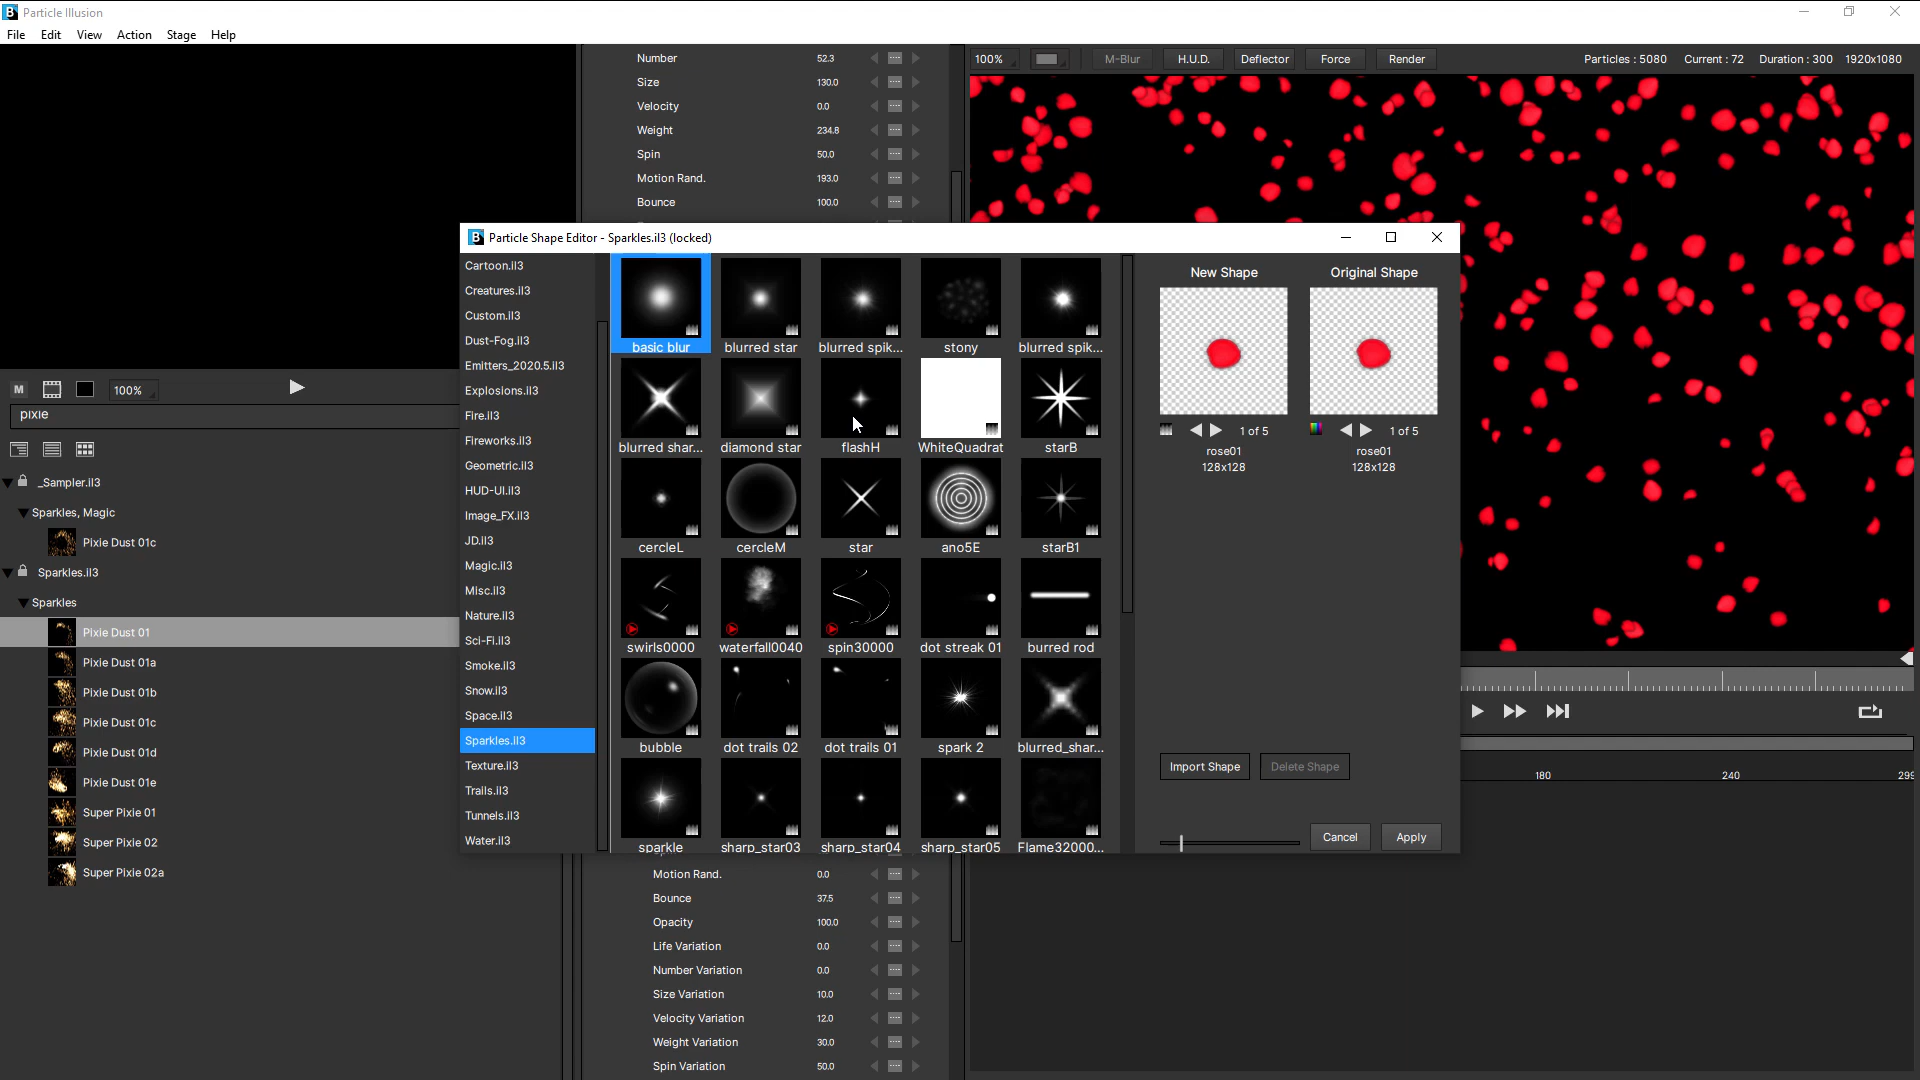 Particle Illusion
File Edit View Action Stage Help
Number 52.3
Size 130.0
Velocity 0.0
Weight 234.8
Spin 50.0
Motion Rand. 193.0
Bounce 100.0
100% M-Blur H.U.D. Deflector Force Render Particles : 5080 Current : 72 Duration : 300 1920x1080
M 100%
pixie
_Sampler.il3
Sparkles, Magic
Pixie Dust 01c
Sparkles.il3
Sparkles
Pixie Dust 01
Pixie Dust 01a
Pixie Dust 01b
Pixie Dust 01c
Pixie Dust 01d
Pixie Dust 01e
Super Pixie 01
Super Pixie 02
Super Pixie 02a
Particle Shape Editor - Sparkles.il3 (locked)
Cartoon.il3
Creatures.il3
Custom.il3
Dust-Fog.il3
Emitters_2020.5.il3
Explosions.il3
Fire.il3
Fireworks.il3
Geometric.il3
HUD-UI.il3
Image_FX.il3
JD.il3
Magic.il3
Misc.il3
Nature.il3
Sci-Fi.il3
Smoke.il3
Snow.il3
Space.il3
Sparkles.il3
Texture.il3
Trails.il3
Tunnels.il3
Water.il3
basic blur blurred star blurred spik... stony blurred spik...
blurred shar... diamond star flashH WhiteQuadrat starB
cercleL cercleM star ano5E starB1
swirls0000 waterfall0040 spin30000 dot streak 01 burred rod
bubble dot trails 02 dot trails 01 spark 2 blurred_shar...
sparkle sharp_star03 sharp_star04 sharp_star05 Flame32000...
New Shape Original Shape
1 of 5 1 of 5
rose01 rose01
128x128 128x128
Import Shape Delete Shape
Cancel Apply
180 240 299
Motion Rand. 0.0
Bounce 37.5
Opacity 100.0
Life Variation 0.0
Number Variation 0.0
Size Variation 10.0
Velocity Variation 12.0
Weight Variation 30.0
Spin Variation 50.0